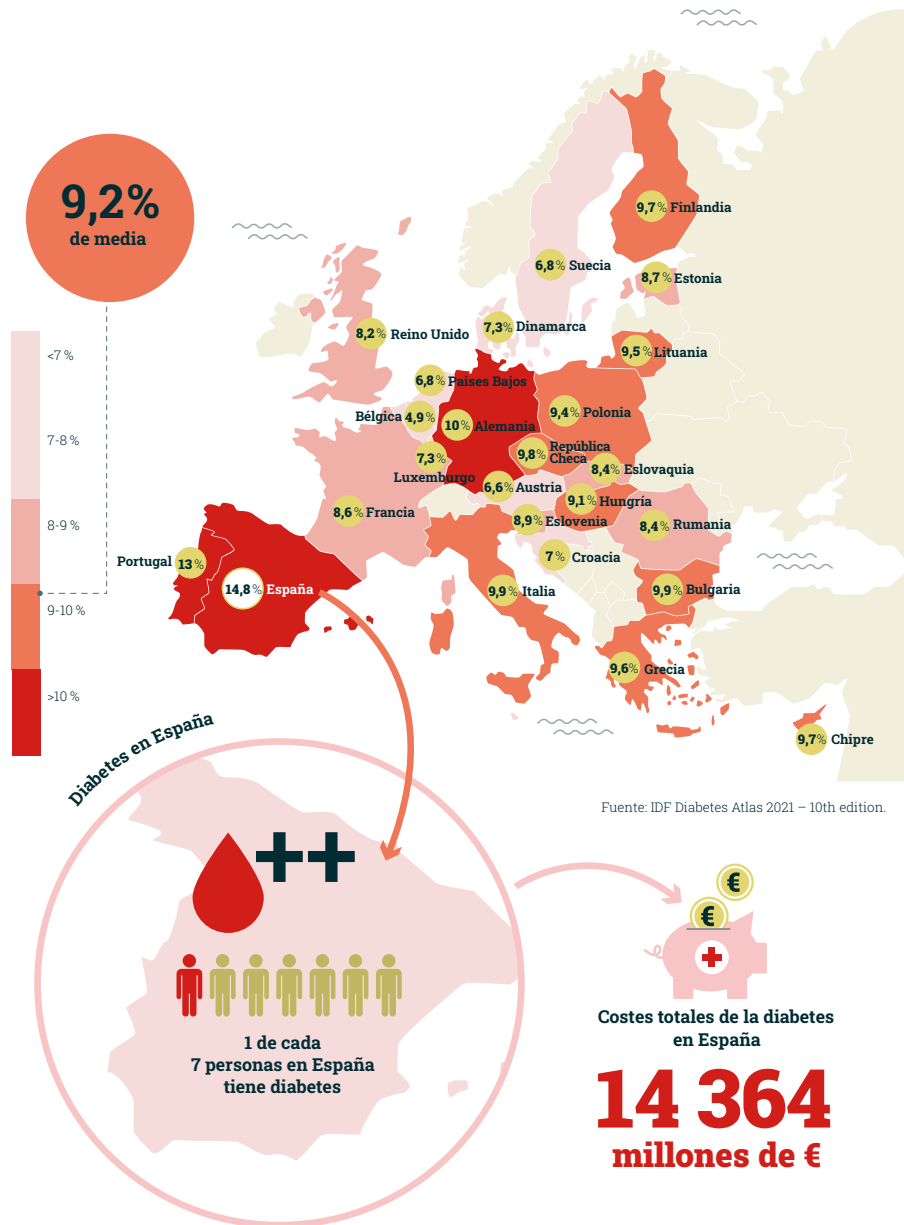 9,2%
de media
<7 %
7-8 %
8-9 %
9-10 %
>10 %
9,7% Finlandia
6,8% Suecia
8,7% Estonia
8,2% Reino Unido
7,3% Dinamarca
9,5% Lituania
6,8% Países Bajos
Bélgica 4,9%
10% Alemania
9,4% Polonia
9,8% República
Checa
7,3%
Luxemburgo
8,4% Eslovaquia
6,6% Austria
9,1% Hungría
8,6% Francia
8,9% Eslovenia
8,4% Rumania
Portugal 13%
7% Croacia
14,8% España
9,9% Italia
9,9% Bulgaria
9,6% Grecia
9,7% Chipre
Fuente: IDF Diabetes Atlas 2021 – 10th edition.
Diabetes en España
++
€
€
1 de cada
7 personas en España
tiene diabetes
Costes totales de la diabetes
en España
14 364
millones de €